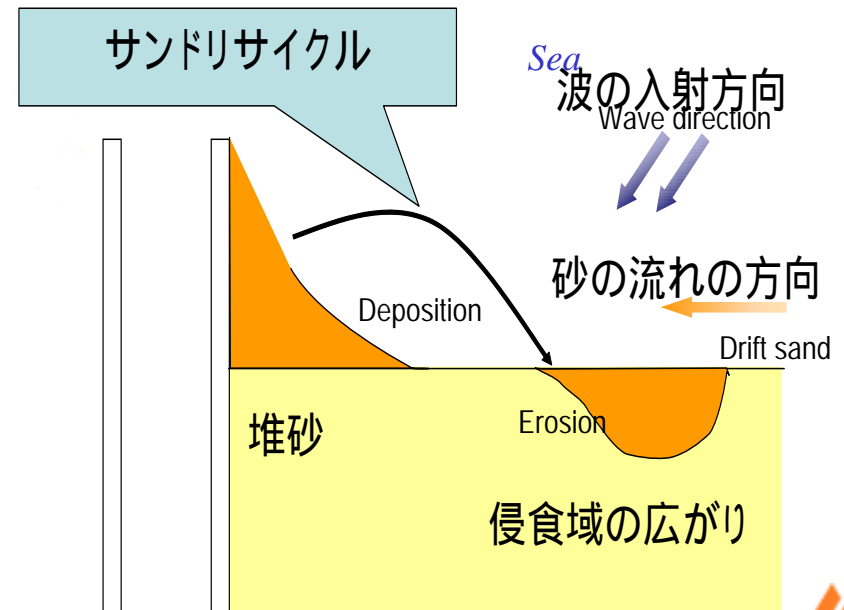 サンドリサイクル
Sea
波の入射方向
Wave direction
砂の流れの方向
Deposition
Drift sand
堆砂
Erosion
侵食域の広がり